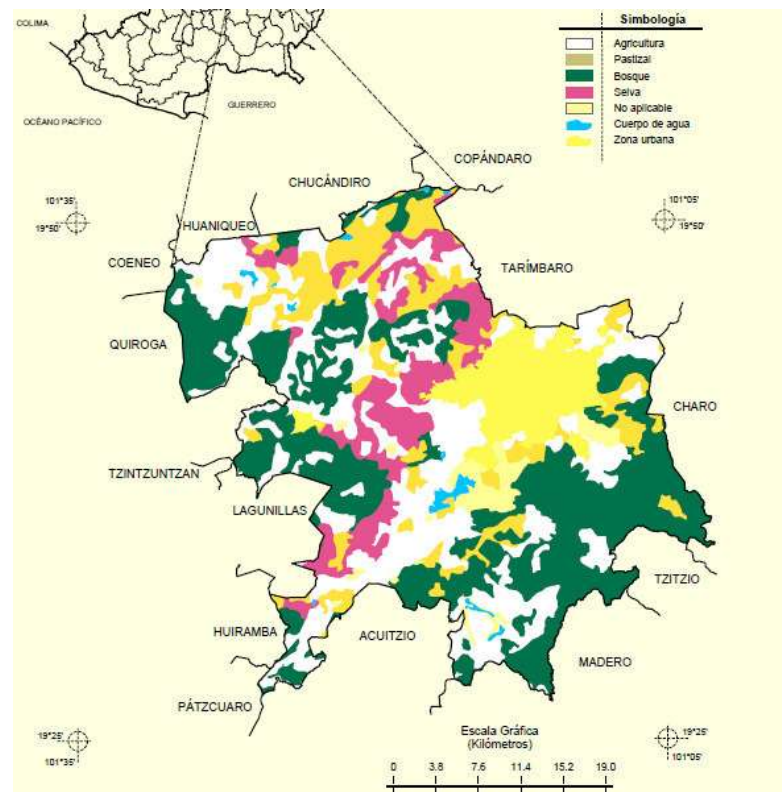 COLIMA
GUERRERO
OCÉANO PACÍFICO
Simbología
Agricultura
Pastizal
Bosque
Selva
No aplicable
Cuerpo de agua
Zona urbana
COPÁNDARO
CHUCÁNDIRO
101°35'
19°50'
101°05'
19°50'
HUANIQUEO
COENEO
TARÍMBARO
QUIROGA
CHARO
TZINTZUNTZAN
LAGUNILLAS
TZITZIO
HUIRAMBA
ACUITZIO
MADERO
PÁTZCUARO
19°25'
101°35'
Escala Gráfica
(Kilómetros)
19°25'
101°05'
0 3.8 7.6 11.4 15.2 19.0